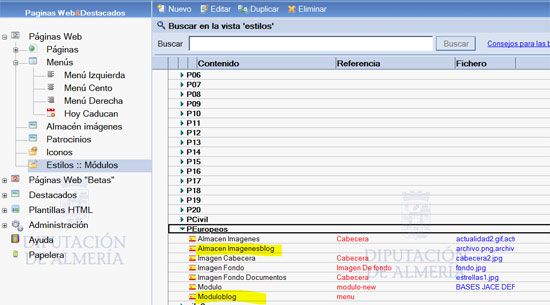 Paginas Web&Destacados
Páginas Web
Páginas
Menús
Menú Izquierda
Menú Cento
Menú Derecha
Hoy Caducan
Almacén imágenes
Patrocinios
Iconos
Estilos :: Módulos
Páginas Web "Betas"
Destacados
Plantillas HTML
Administración
Ayuda
Papelera
DIPUTACIÓN
DE ALMERÍA
Nuevo Editar Duplicar Eliminar
Buscar en la vista 'estilos'
Buscar Buscar Consejos para las b
Contenido Referencia Fichero
P06
P07
P08
P09
P10
P11
P12
P13
P14
P15
P16
P17
P18
P19
P20
PCivil
PEuropeos
Almacen Imagenes Cabecera actualidad2.gif,acti
Almacen Imagenesblog archivo.png,archiv
Imagen Cabecera Cabecera cabecera2.jpg
Imagen Fondo Imagen De fondo fondo.jpg
Imagen Fondo Documentos Cabecera estrellas1.jpg
Modulo modulo-new BASES JACE DEF
Moduloblog menu
DIPUTACIÓN
DE ALMERÍA